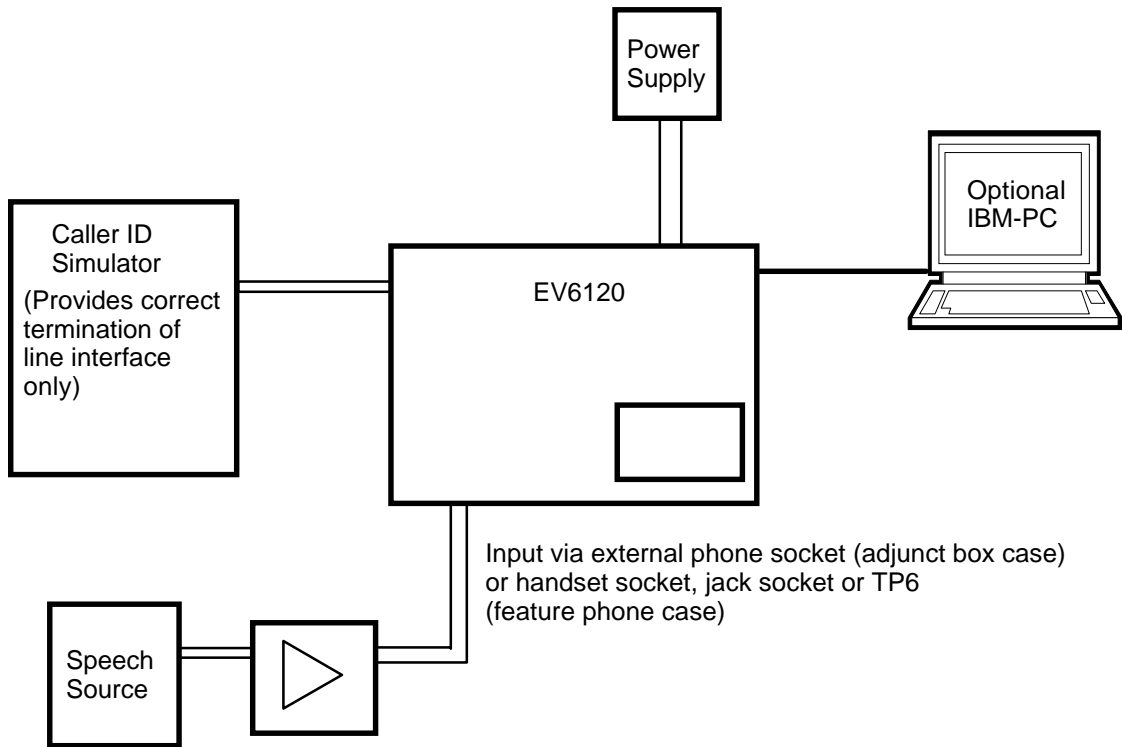 Power
Supply
Optional
IBM-PC
Caller ID
Simulator
(Provides correct
termination of
line interface
only)
EV6120
Input via external phone socket (adjunct box case)
or handset socket, jack socket or TP6
(feature phone case)
Speech
Source